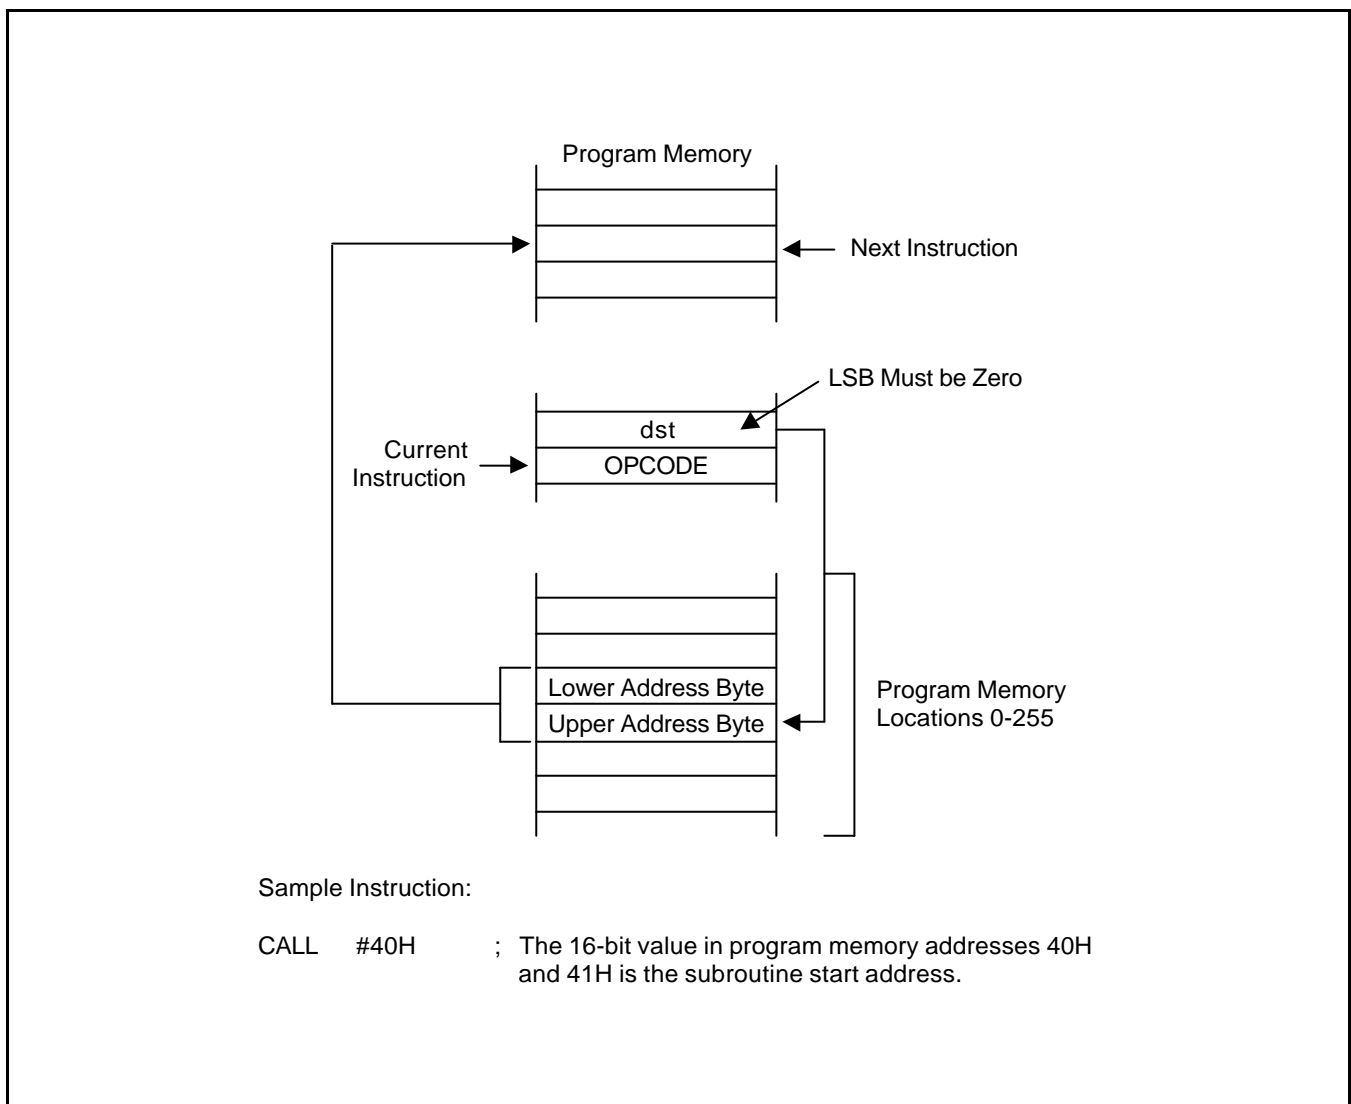 Program Memory
Next Instruction
LSB Must be Zero
dst
Current
Instruction
OPCODE
Lower Address Byte
Upper Address Byte
Program Memory
Locations 0-255
Sample Instruction:
CALL #40H ; The 16-bit value in program memory addresses 40H
and 41H is the subroutine start address.